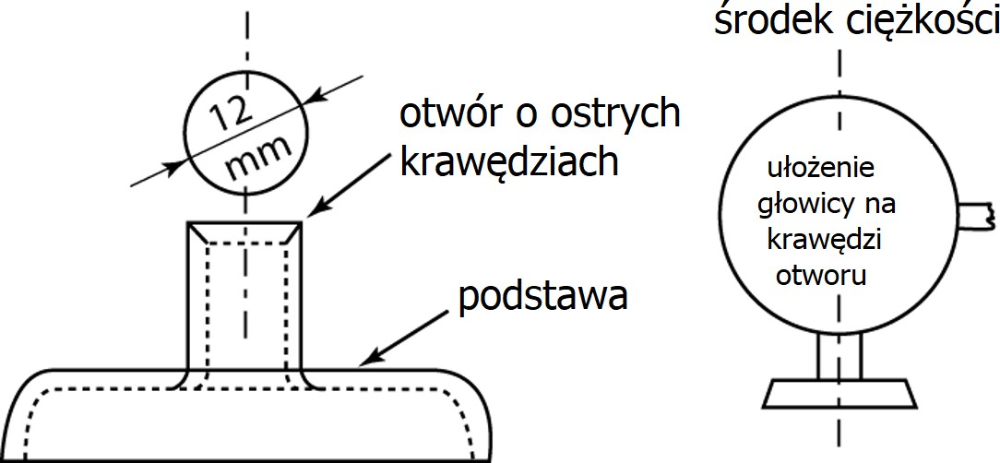 12
mm
otwór o ostrych
krawędziach
podstawa
środek ciężkości
ułożenie
głowicy na
krawędzi
otworu